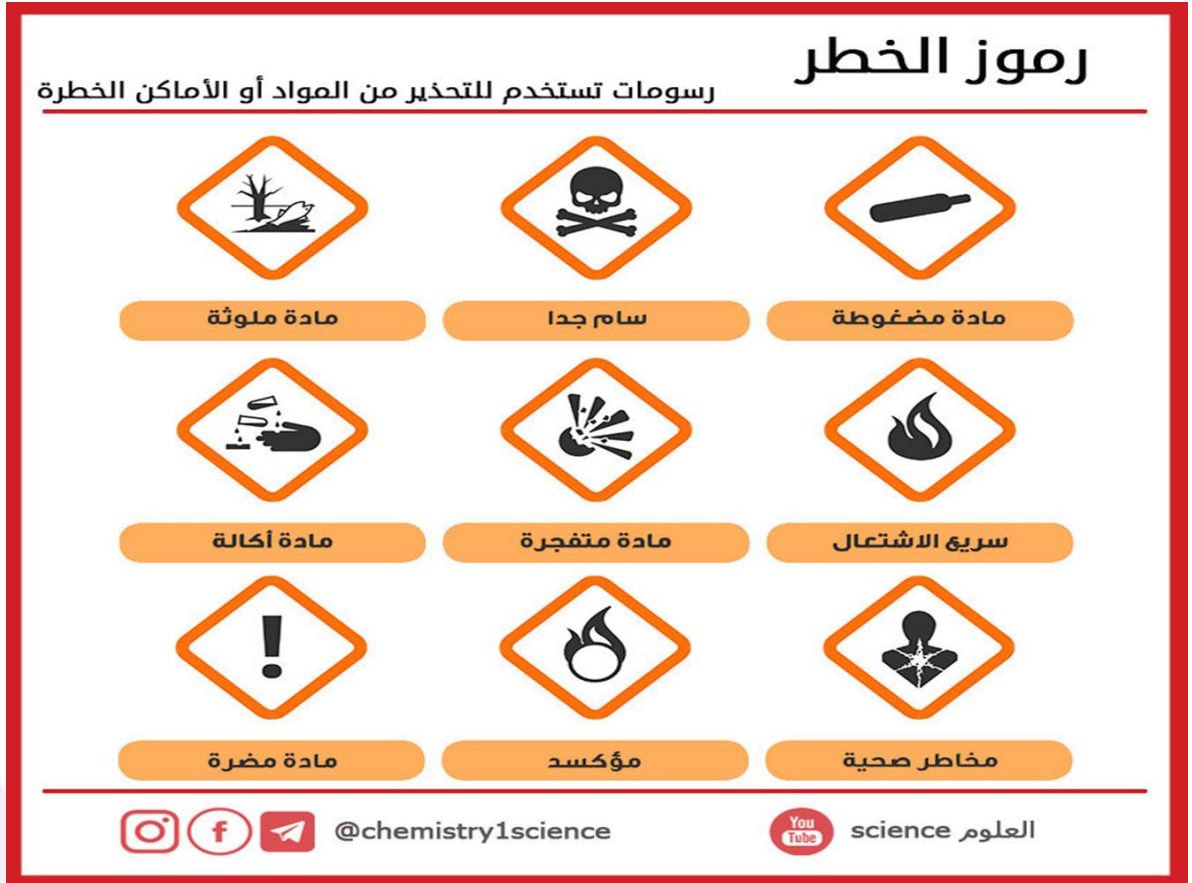 رموز الخطر
رسومات تستخدم للتحذير من المواد أو الأماكن الخطرة
مادة مضغوطة
سام جدا
مادة ملوثة
سريع الاشتعال
مادة متفجرة
مادة أكالة
مخاطر صحية
مؤكسد
مادة مضرة
العلوم science
You
Tube
@chemistry1science